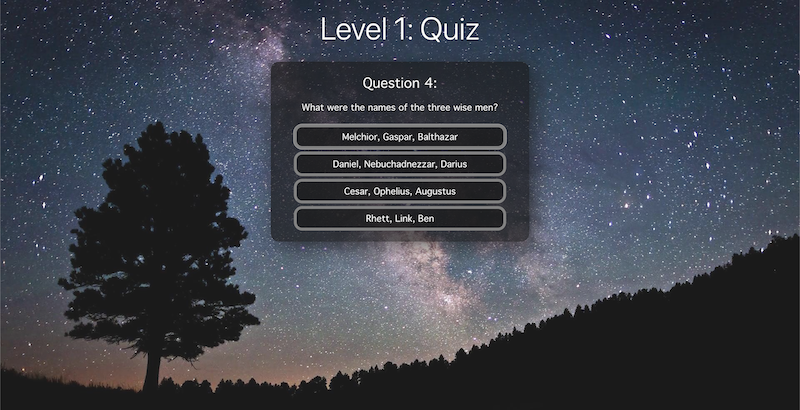 Level 1: Quiz
Question 4:
What were the names of the three wise men?
Melchior, Gaspar, Balthazar
Daniel, Nebuchadnezzar, Darius
Cesar, Ophelius, Augustus
Rhett, Link, Ben